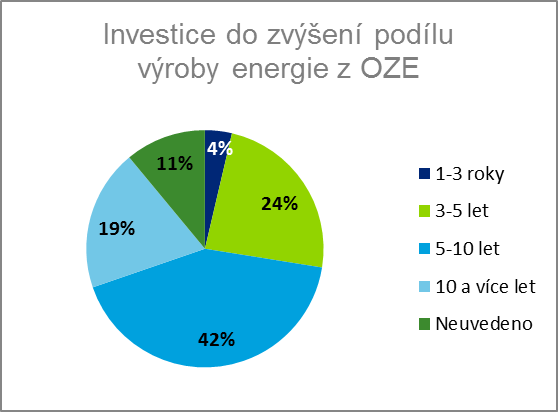 Investice do zvýšení podílu
výroby energie z OZE
4%
24%
42%
19%
11%
1-3 roky
3-5 let
5-10 let
10 a více let
Neuvedeno